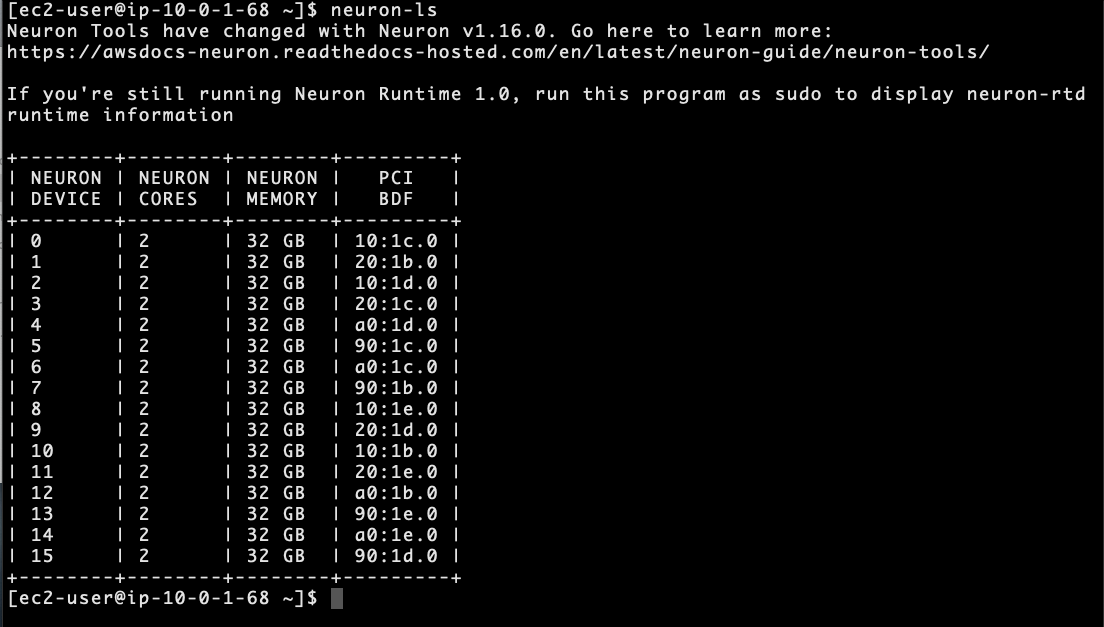 [ec2-user@ip-10-0-1-68 ~]$ neuron-ls
Neuron Tools have changed with Neuron v1.16.0. Go here to learn more:
https://awsdocs-neuron.readthedocs-hosted.com/en/latest/neuron-guide/neuron-tools/

If you're still running Neuron Runtime 1.0, run this program as sudo to display neuron-rtd
runtime information

+--------+--------+--------+---------+
| NEURON | NEURON | NEURON |   PCI   |
| DEVICE | CORES  | MEMORY |   BDF   |
+--------+--------+--------+---------+
| 0      | 2      | 32 GB  | 10:1c.0 |
| 1      | 2      | 32 GB  | 20:1b.0 |
| 2      | 2      | 32 GB  | 10:1d.0 |
| 3      | 2      | 32 GB  | 20:1c.0 |
| 4      | 2      | 32 GB  | a0:1d.0 |
| 5      | 2      | 32 GB  | 90:1c.0 |
| 6      | 2      | 32 GB  | a0:1c.0 |
| 7      | 2      | 32 GB  | 90:1b.0 |
| 8      | 2      | 32 GB  | 10:1e.0 |
| 9      | 2      | 32 GB  | 20:1d.0 |
| 10     | 2      | 32 GB  | 10:1b.0 |
| 11     | 2      | 32 GB  | 20:1e.0 |
| 12     | 2      | 32 GB  | a0:1b.0 |
| 13     | 2      | 32 GB  | 90:1e.0 |
| 14     | 2      | 32 GB  | a0:1e.0 |
| 15     | 2      | 32 GB  | 90:1d.0 |
+--------+--------+--------+---------+
[ec2-user@ip-10-0-1-68 ~]$